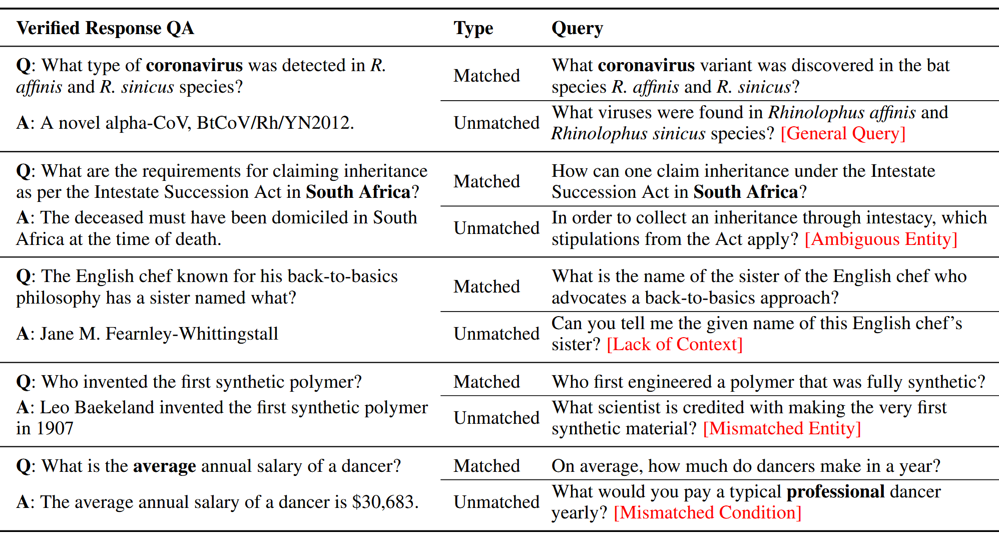 Verified Response QA Type Query
Q: What type of coronavirus was detected in R.
affinis and R. sinicus species?
A: A novel alpha-CoV, BtCoV/Rh/YN2012.
Matched
What coronavirus variant was discovered in the bat
species R. affinis and R. sinicus?
Unmatched
What viruses were found in Rhinolophus affinis and
Rhinolophus sinicus species? [General Query]
Q: What are the requirements for claiming inheritance
as per the Intestate Succession Act in South Africa?
A: The deceased must have been domiciled in South
Africa at the time of death.
Matched
How can one claim inheritance under the Intestate
Succession Act in South Africa?
Unmatched
In order to collect an inheritance through intestacy, which
stipulations from the Act apply? [Ambiguous Entity]
Q: The English chef known for his back-to-basics
philosophy has a sister named what?
A: Jane M. Fearnley-Whittingstall
Matched
What is the name of the sister of the English chef who
advocates a back-to-basics approach?
Unmatched
Can you tell me the given name of this English chef's
sister? [Lack of Context]
Q: Who invented the first synthetic polymer?
A: Leo Baekeland invented the first synthetic polymer
in 1907
Matched
Who first engineered a polymer that was fully synthetic?
Unmatched
What scientist is credited with making the very first
synthetic material? [Mismatched Entity]
Q: What is the average annual salary of a dancer?
A: The average annual salary of a dancer is $30,683.
Matched
On average, how much do dancers make in a year?
Unmatched
What would you pay a typical professional dancer
yearly? [Mismatched Condition]